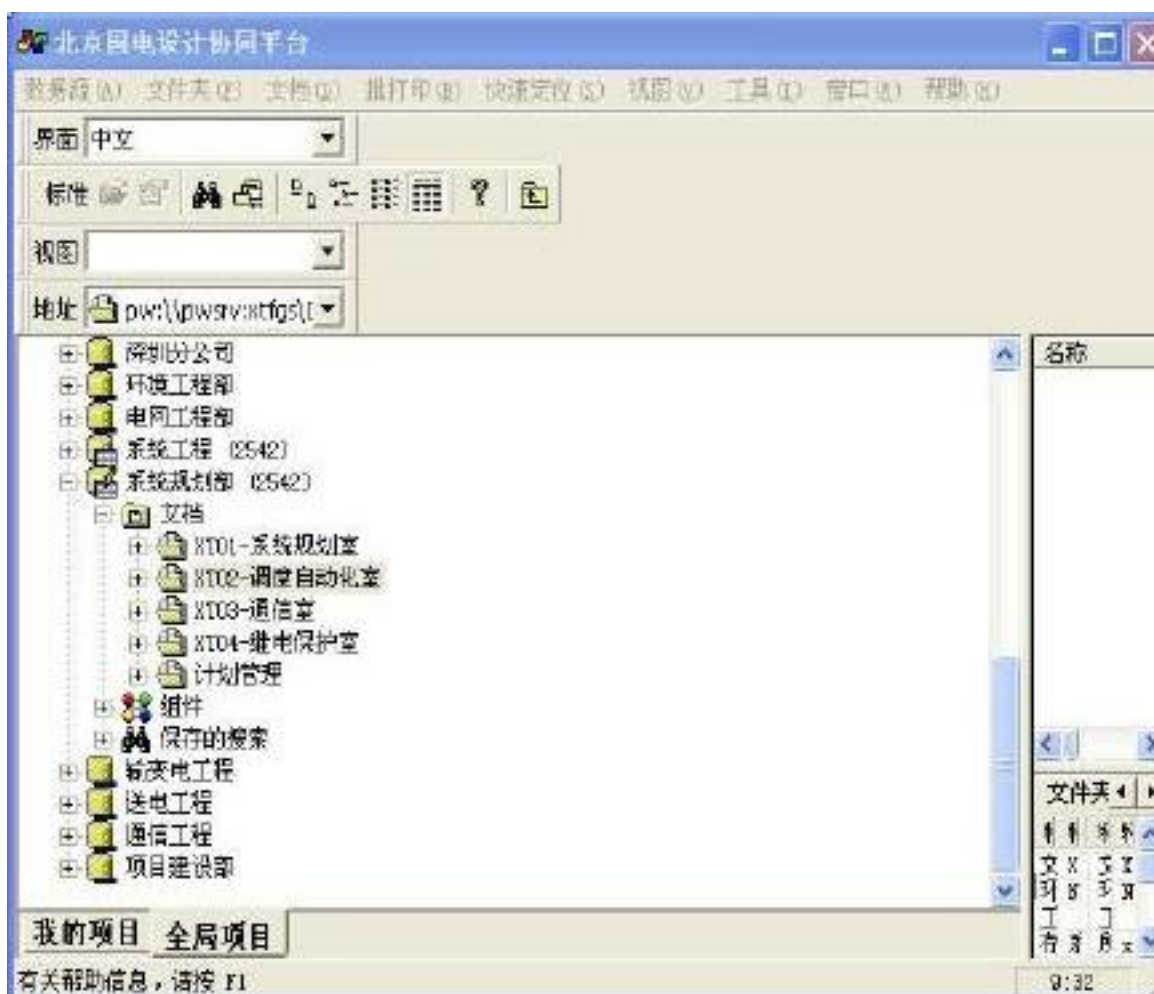 北京国电设计协同平台
数据源(A) 文件夹(F) 文档(D) 批打印(B) 快速定位(S) 视图(V) 工具(T) 窗口(W) 帮助(H)
界面 中文
标准
视图
地址 pw:\\pwsrv:xtfgs\[
深圳分公司
环境工程部
电网工程部
系统工程 (2542)
系统规划部 (2542)
文档
XT01-系统规划室
XT02-调度自动化室
XT03-通信室
XT04-继电保护室
计划管理
组件
保存的搜索
输变电工程
送电工程
通信工程
项目建设部
名称
文件夹
我的项目 全局项目
有关帮助信息，请按 F1
9:32